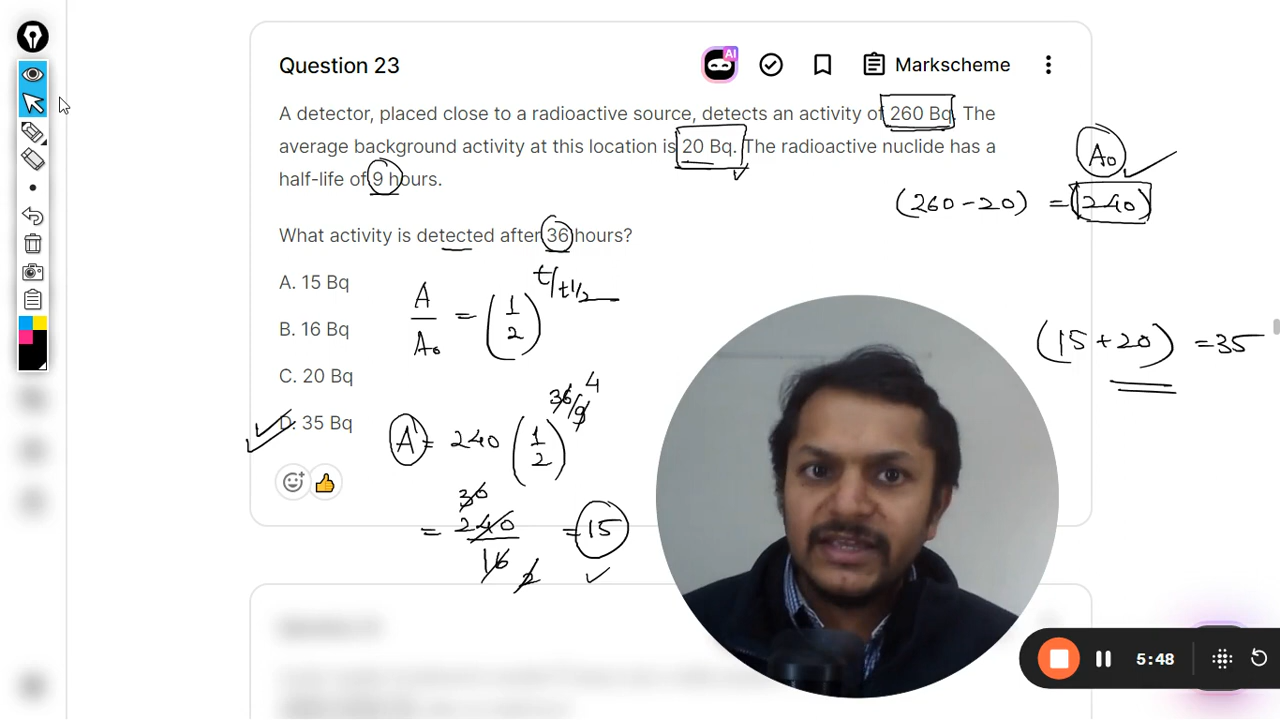 Question 23
AI
Markscheme
A detector, placed close to a radioactive source, detects an activity of 260 Bq. The
average background activity at this location is 20 Bq. The radioactive nuclide has a
half-life of 9 hours.
A₀
(260-20) = (240)
What activity is detected after 36 hours?
A. 15 Bq
B. 16 Bq
C. 20 Bq
D. 35 Bq
A/A₀ = (1/2)^t/t1/2
A = 240 (1/2)^36/9 4
30
= 240/16 = 15
2
(15+20) = 35
5:48